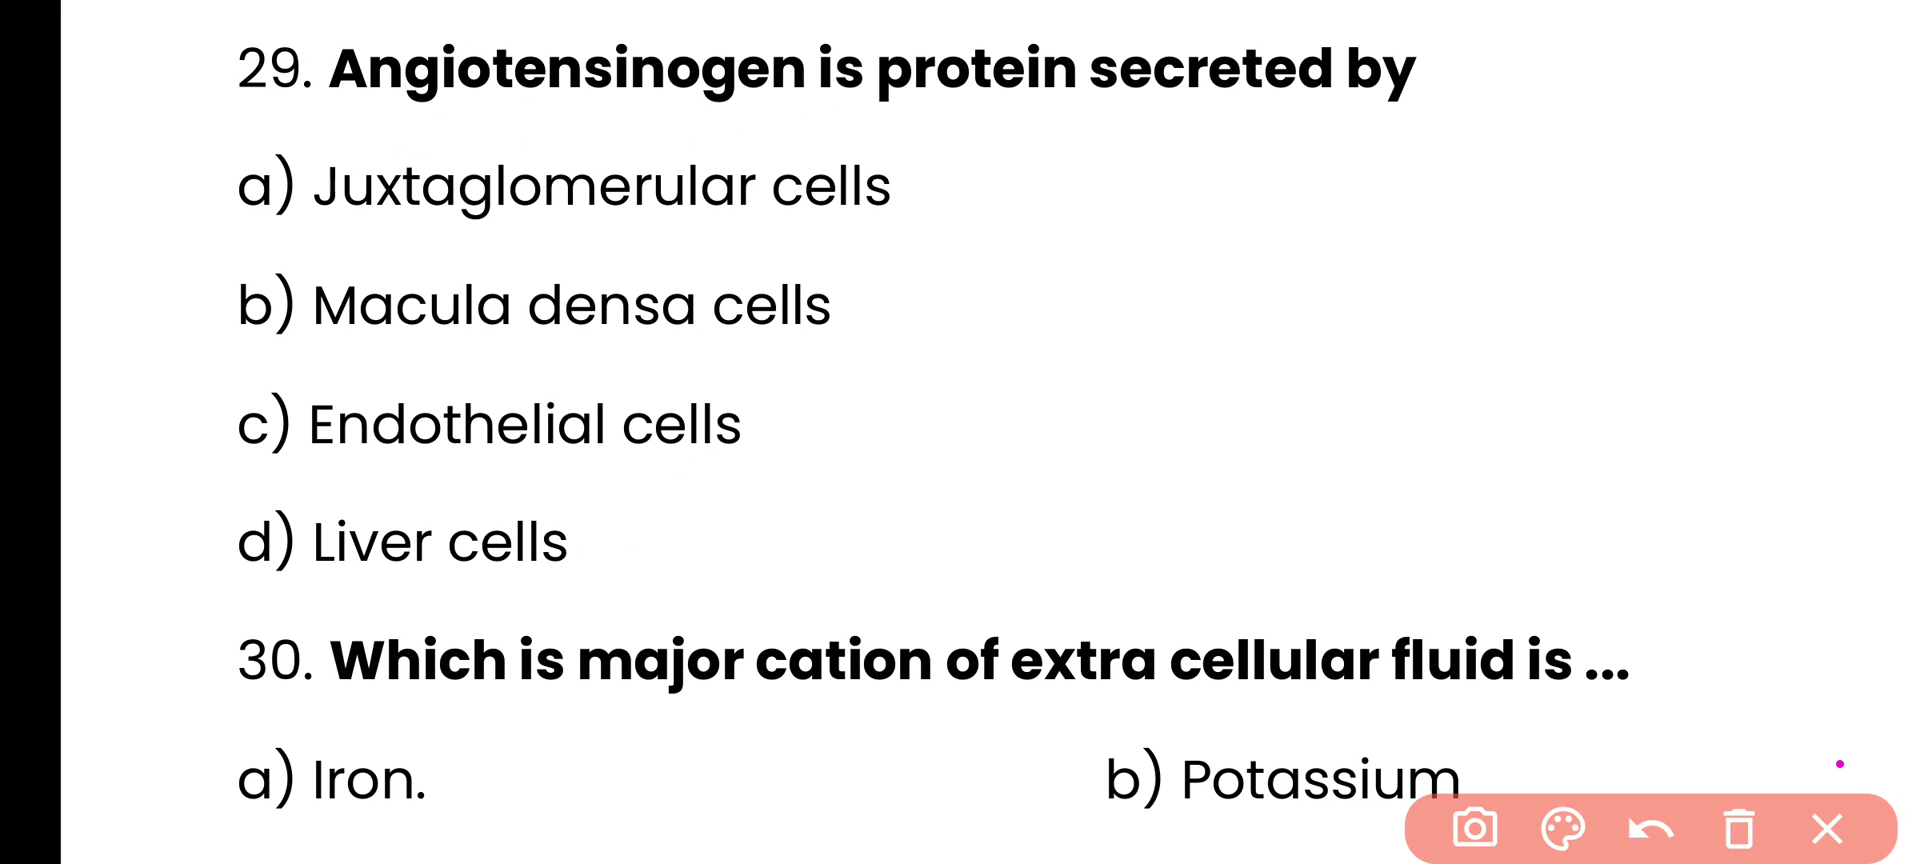 29. Angiotensinogen is protein secreted by
a) Juxtaglomerular cells
b) Macula densa cells
c) Endothelial cells
d) Liver cells
30. Which is major cation of extra cellular fluid is ...
a) Iron. b) Potassium